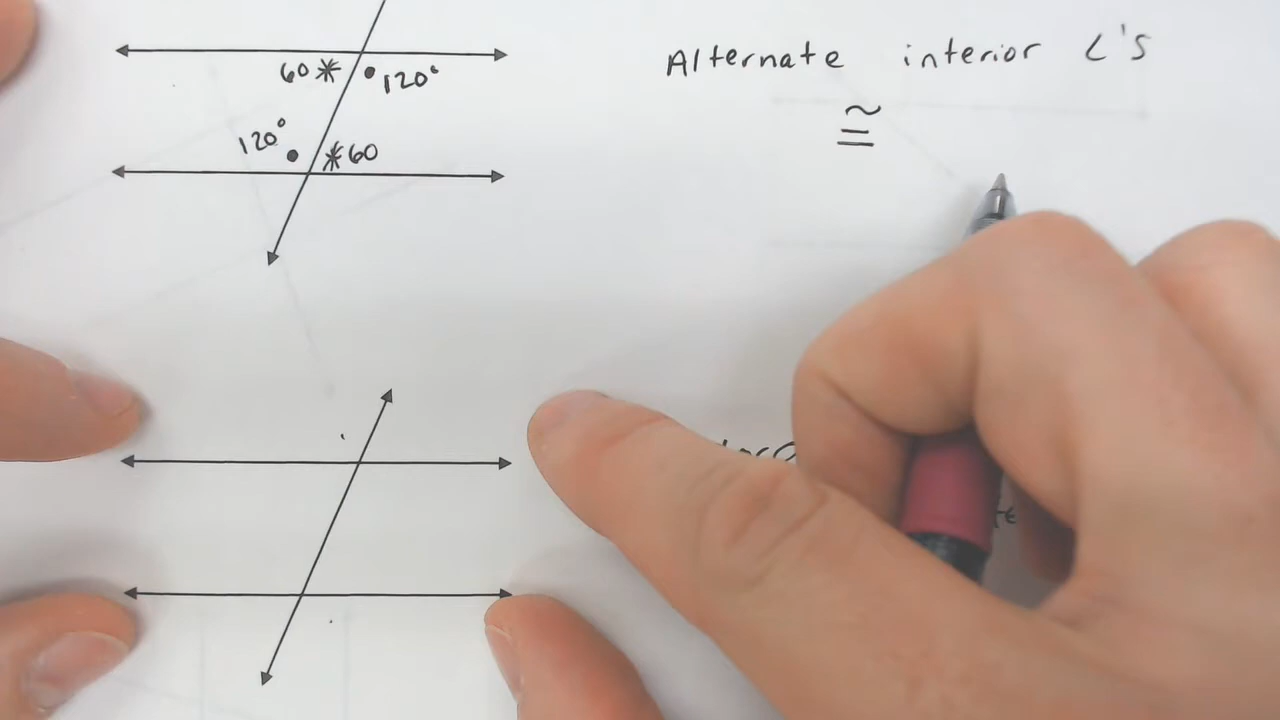 Alternate interior ∠'s
≅
60 * • 120°
120° • * 60